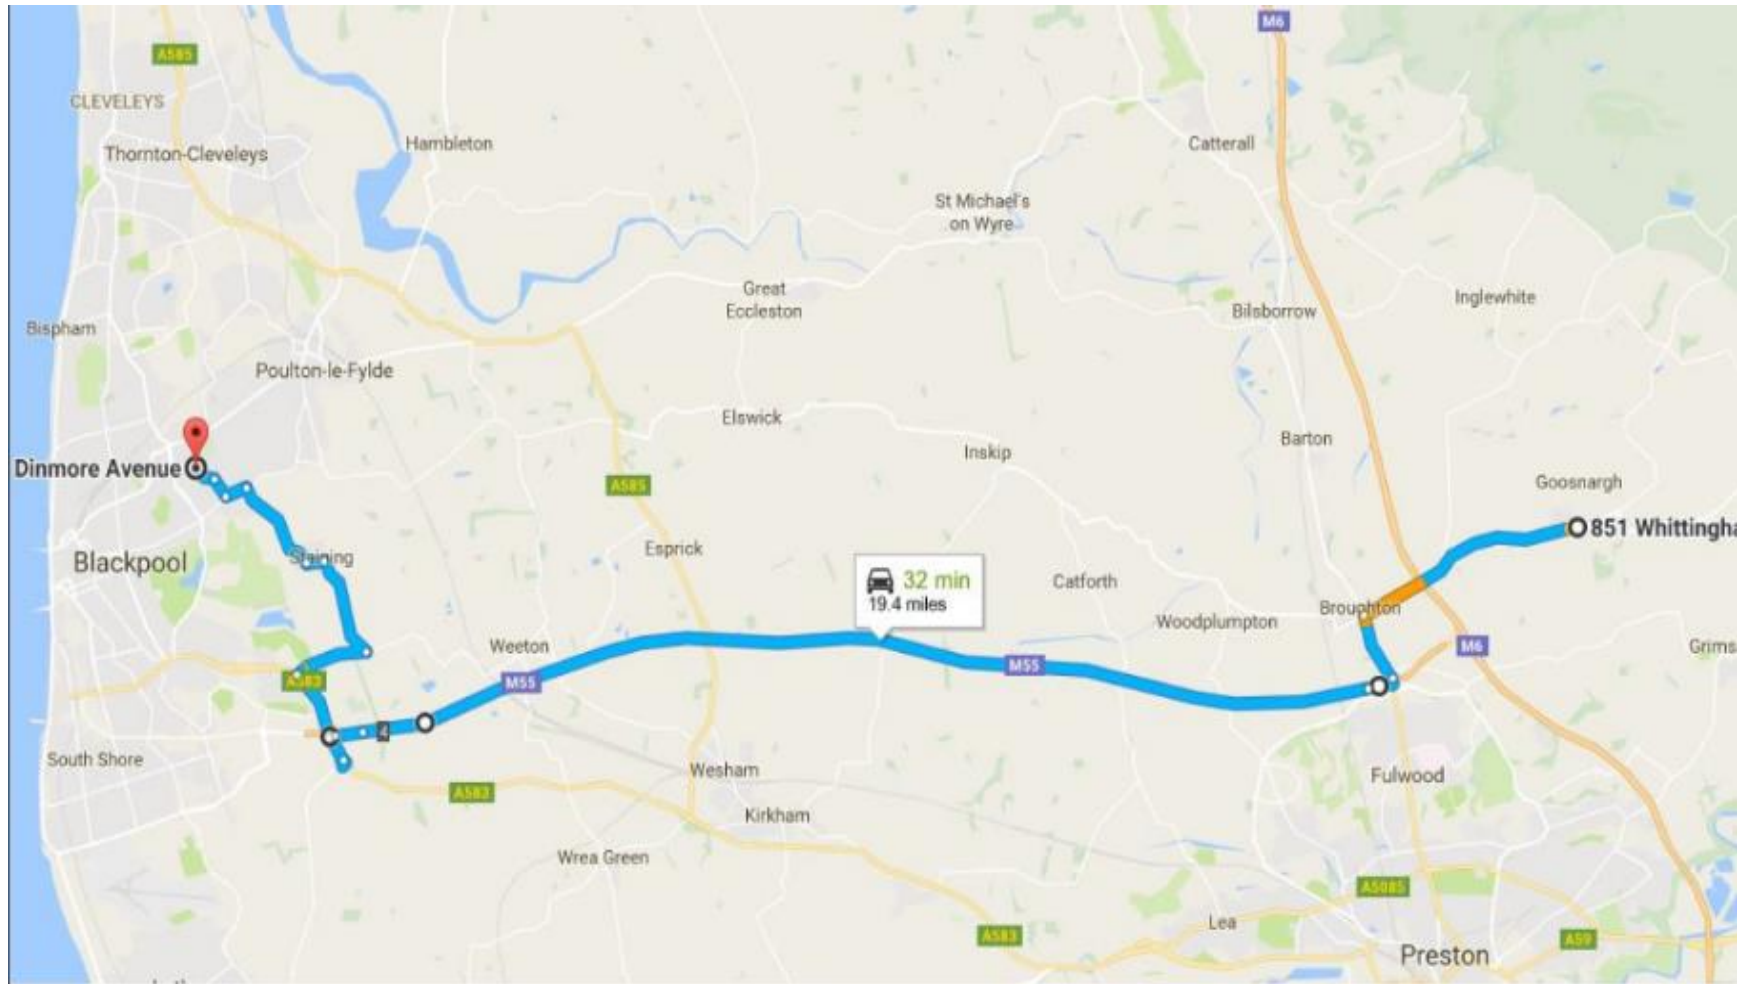 M6
A585
CLEVELEYS
Thornton-Cleveleys
Hambleton
Catterall
St Michael's
on Wyre
Great
Eccleston
Inglewhite
Bilsborrow
Bispham
Poulton-le-Fylde
Elswick
Barton
Inskip
Dinmore Avenue
A585
Goosnargh
851 Whittingha
Blackpool
Staining
Esprick
32 min
19.4 miles
Catforth
Broughton
Woodplumpton
Weeton
M6
Grims
M55
M55
A583
4
South Shore
Wesham
Fulwood
A583
Kirkham
Wrea Green
A5085
Lea
A583
A59
Preston